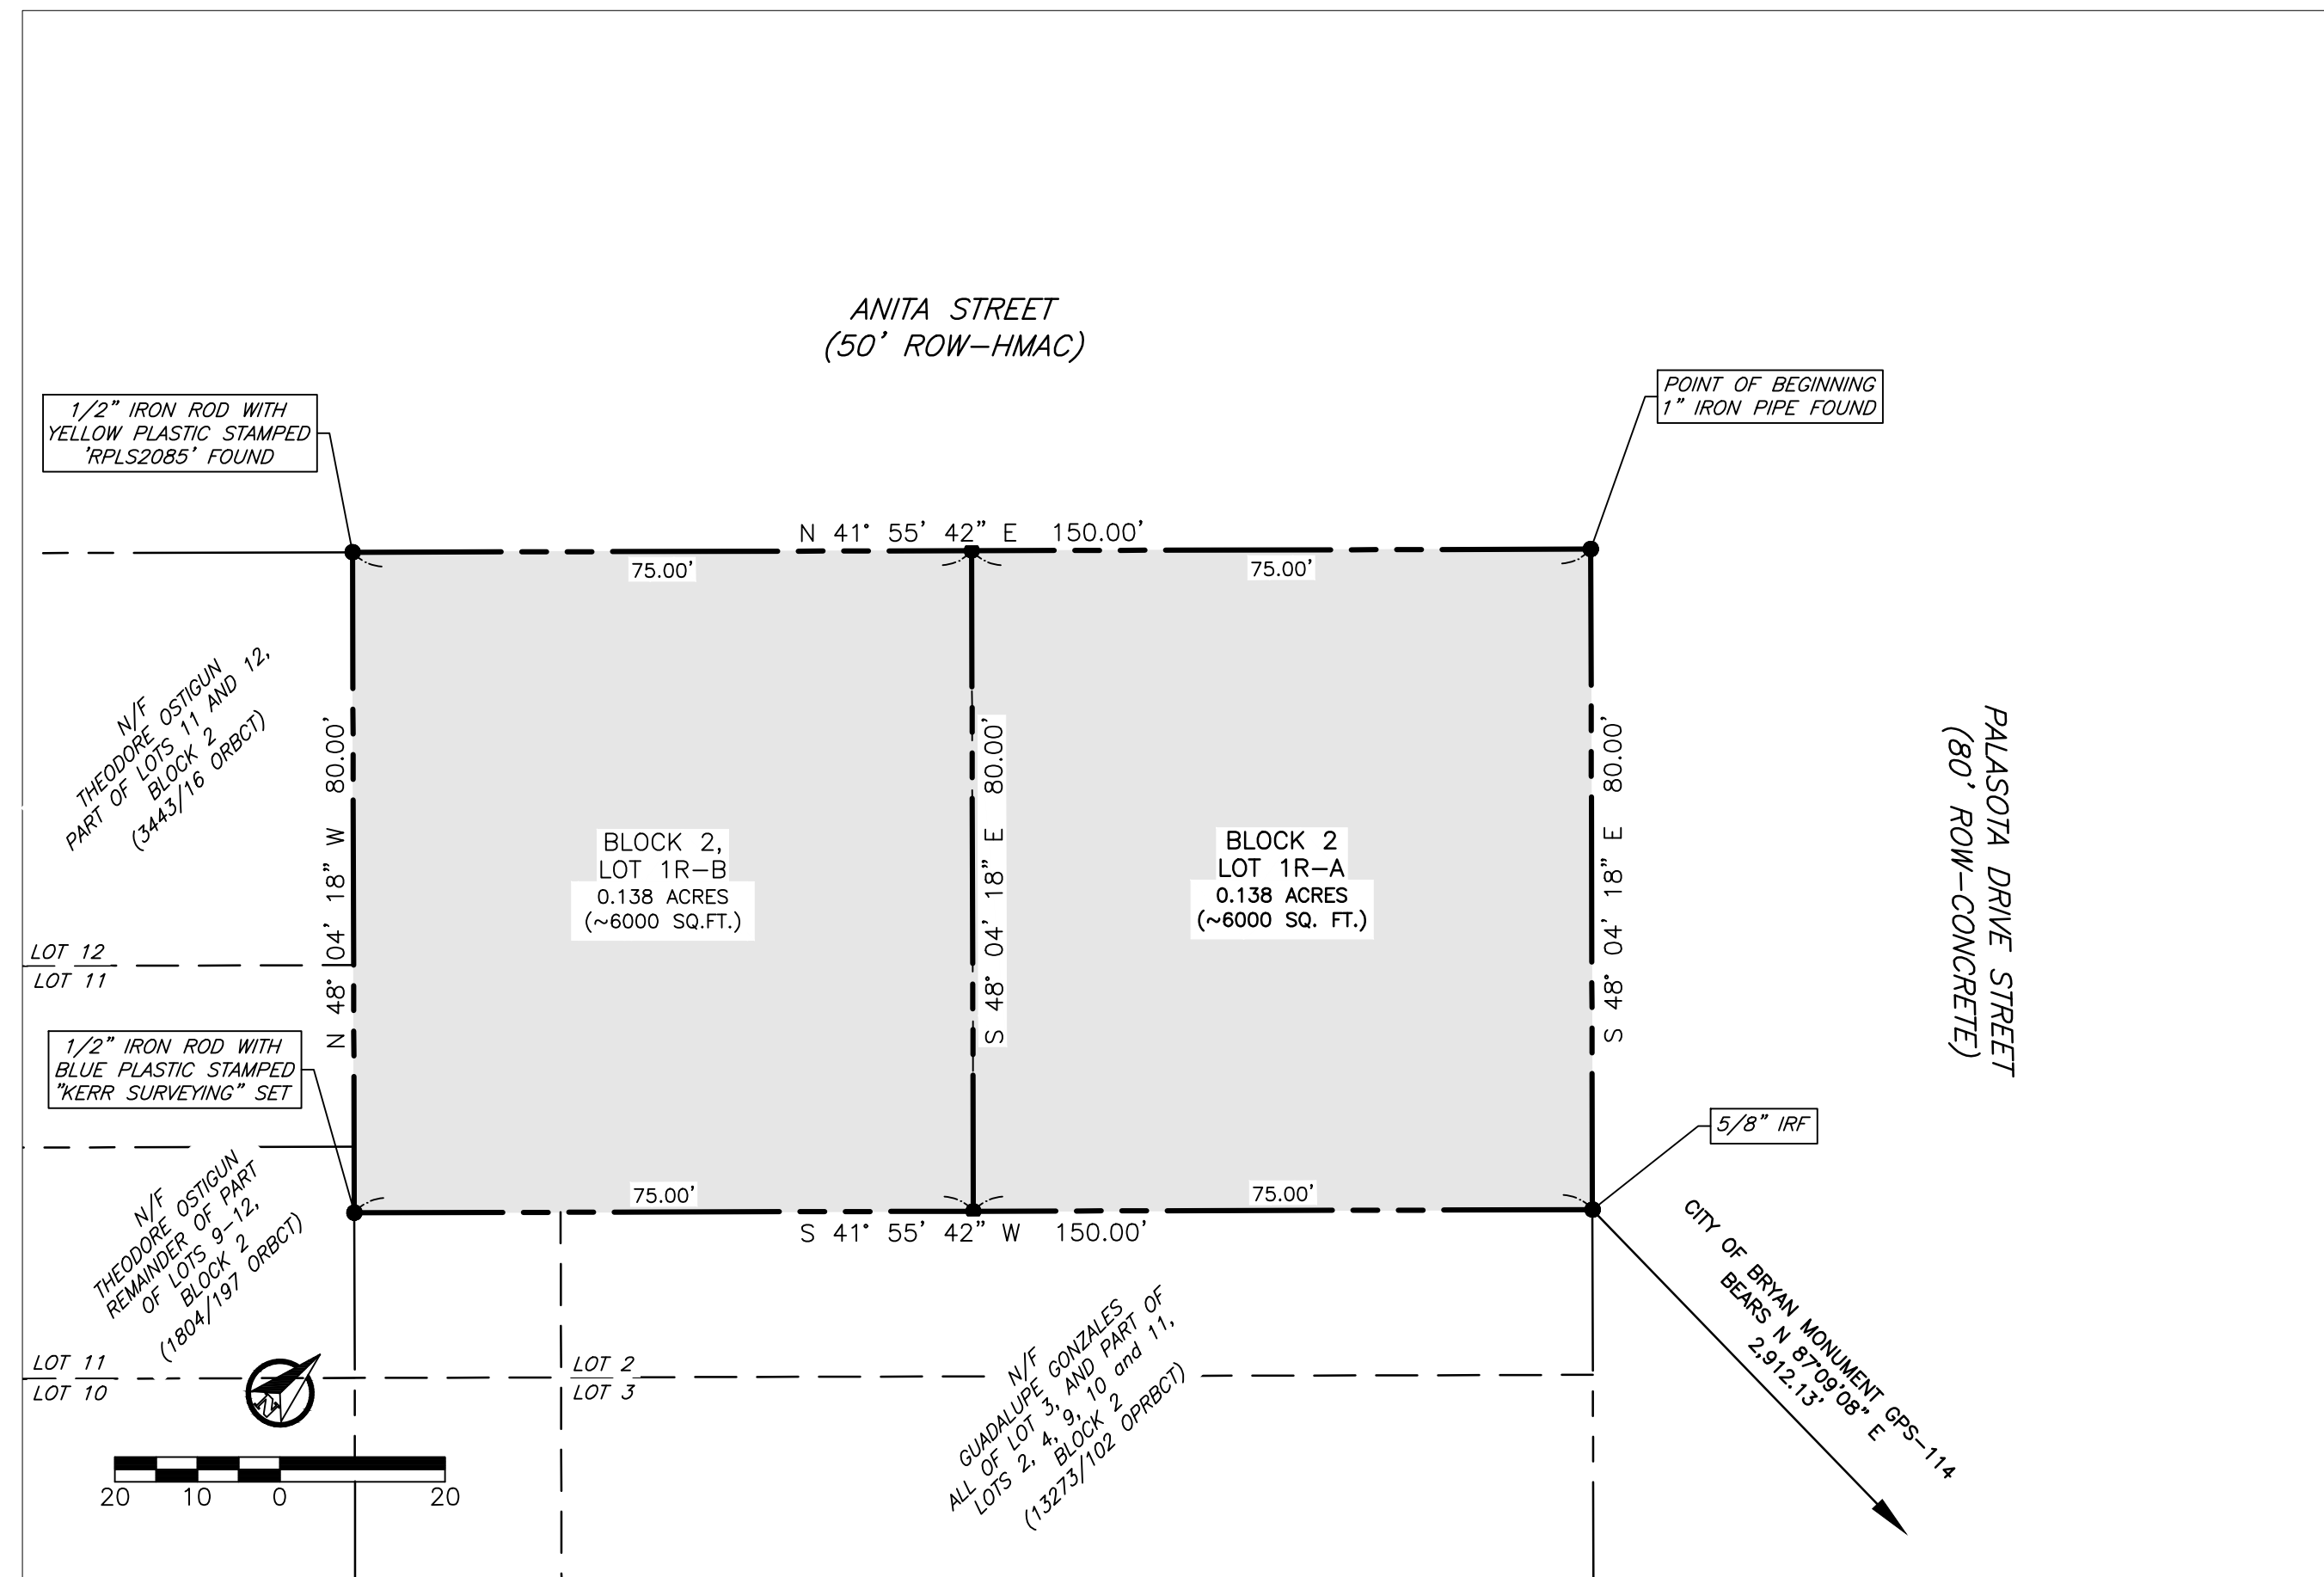 ANITA STREET
(50' ROW-HMAC)
POINT OF BEGINNING
1" IRON PIPE FOUND
1/2" IRON ROD WITH
YELLOW PLASTIC STAMPED
'RPLS2085' FOUND
N 41° 55' 42" E 150.00'
75.00'
75.00'
N/F
THEODORE OSTIGUN
PART OF LOTS 11 AND 12,
BLOCK 2
(3443/16 ORBCT)
N 48° 04' 18" W 80.00'
BLOCK 2,
LOT 1R-B
0.138 ACRES
(~6000 SQ.FT.)
S 48° 04' 18" E 80.00'
BLOCK 2
LOT 1R-A
0.138 ACRES
(~6000 SQ. FT.)
S 48° 04' 18" E 80.00'
PALASOTA DRIVE STREET
(80' ROW-CONCRETE)
LOT 12
LOT 11
1/2" IRON ROD WITH
BLUE PLASTIC STAMPED
"KERR SURVEYING" SET
5/8" IRF
75.00'
75.00'
S 41° 55' 42" W 150.00'
N/F
THEODORE OSTIGUN
REMAINDER OF PART
OF LOTS 9-12,
BLOCK 2
(1804/197 ORBCT)
CITY OF BRYAN MONUMENT GPS-114
BEARS N 87°09'08" E
2,912.13'
N/F
GUADALUPE GONZALES
ALL OF LOT 3, AND PART OF
LOTS 2, 4, 9, 10 and 11,
BLOCK 2
(13273/102 OPRBCT)
LOT 11
LOT 10
LOT 2
LOT 3
N
20 10 0 20